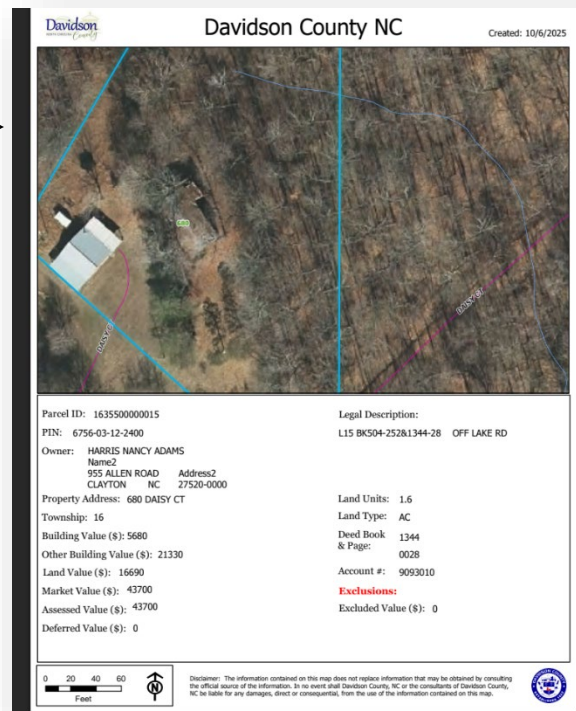 Davidson
County
Davidson County NC
Created: 10/6/2025
680
DAISY CT
Parcel ID: 1635500000015
PIN: 6756-03-12-2400
Owner: HARRIS NANCY ADAMS
Name2
955 ALLEN ROAD Address2
CLAYTON NC 27520-0000
Property Address: 680 DAISY CT
Township: 16
Building Value ($): 5680
Other Building Value ($): 21330
Land Value ($): 16690
Market Value ($): 43700
Assessed Value ($): 43700
Deferred Value ($): 0
Legal Description:
L15 BK504-252&1344-28 OFF LAKE RD
Land Units: 1.6
Land Type: AC
Deed Book & Page: 1344
0028
Account #: 9093010
Exclusions:
Excluded Value ($): 0
0 20 40 60
Feet
N
Disclaimer: The information contained on this map does not replace information that may be obtained by consulting
the official source of the information. In no event shall Davidson County, NC or the consultants of Davidson County,
NC be liable for any damages, direct or consequential, from the use of the information contained on this map.